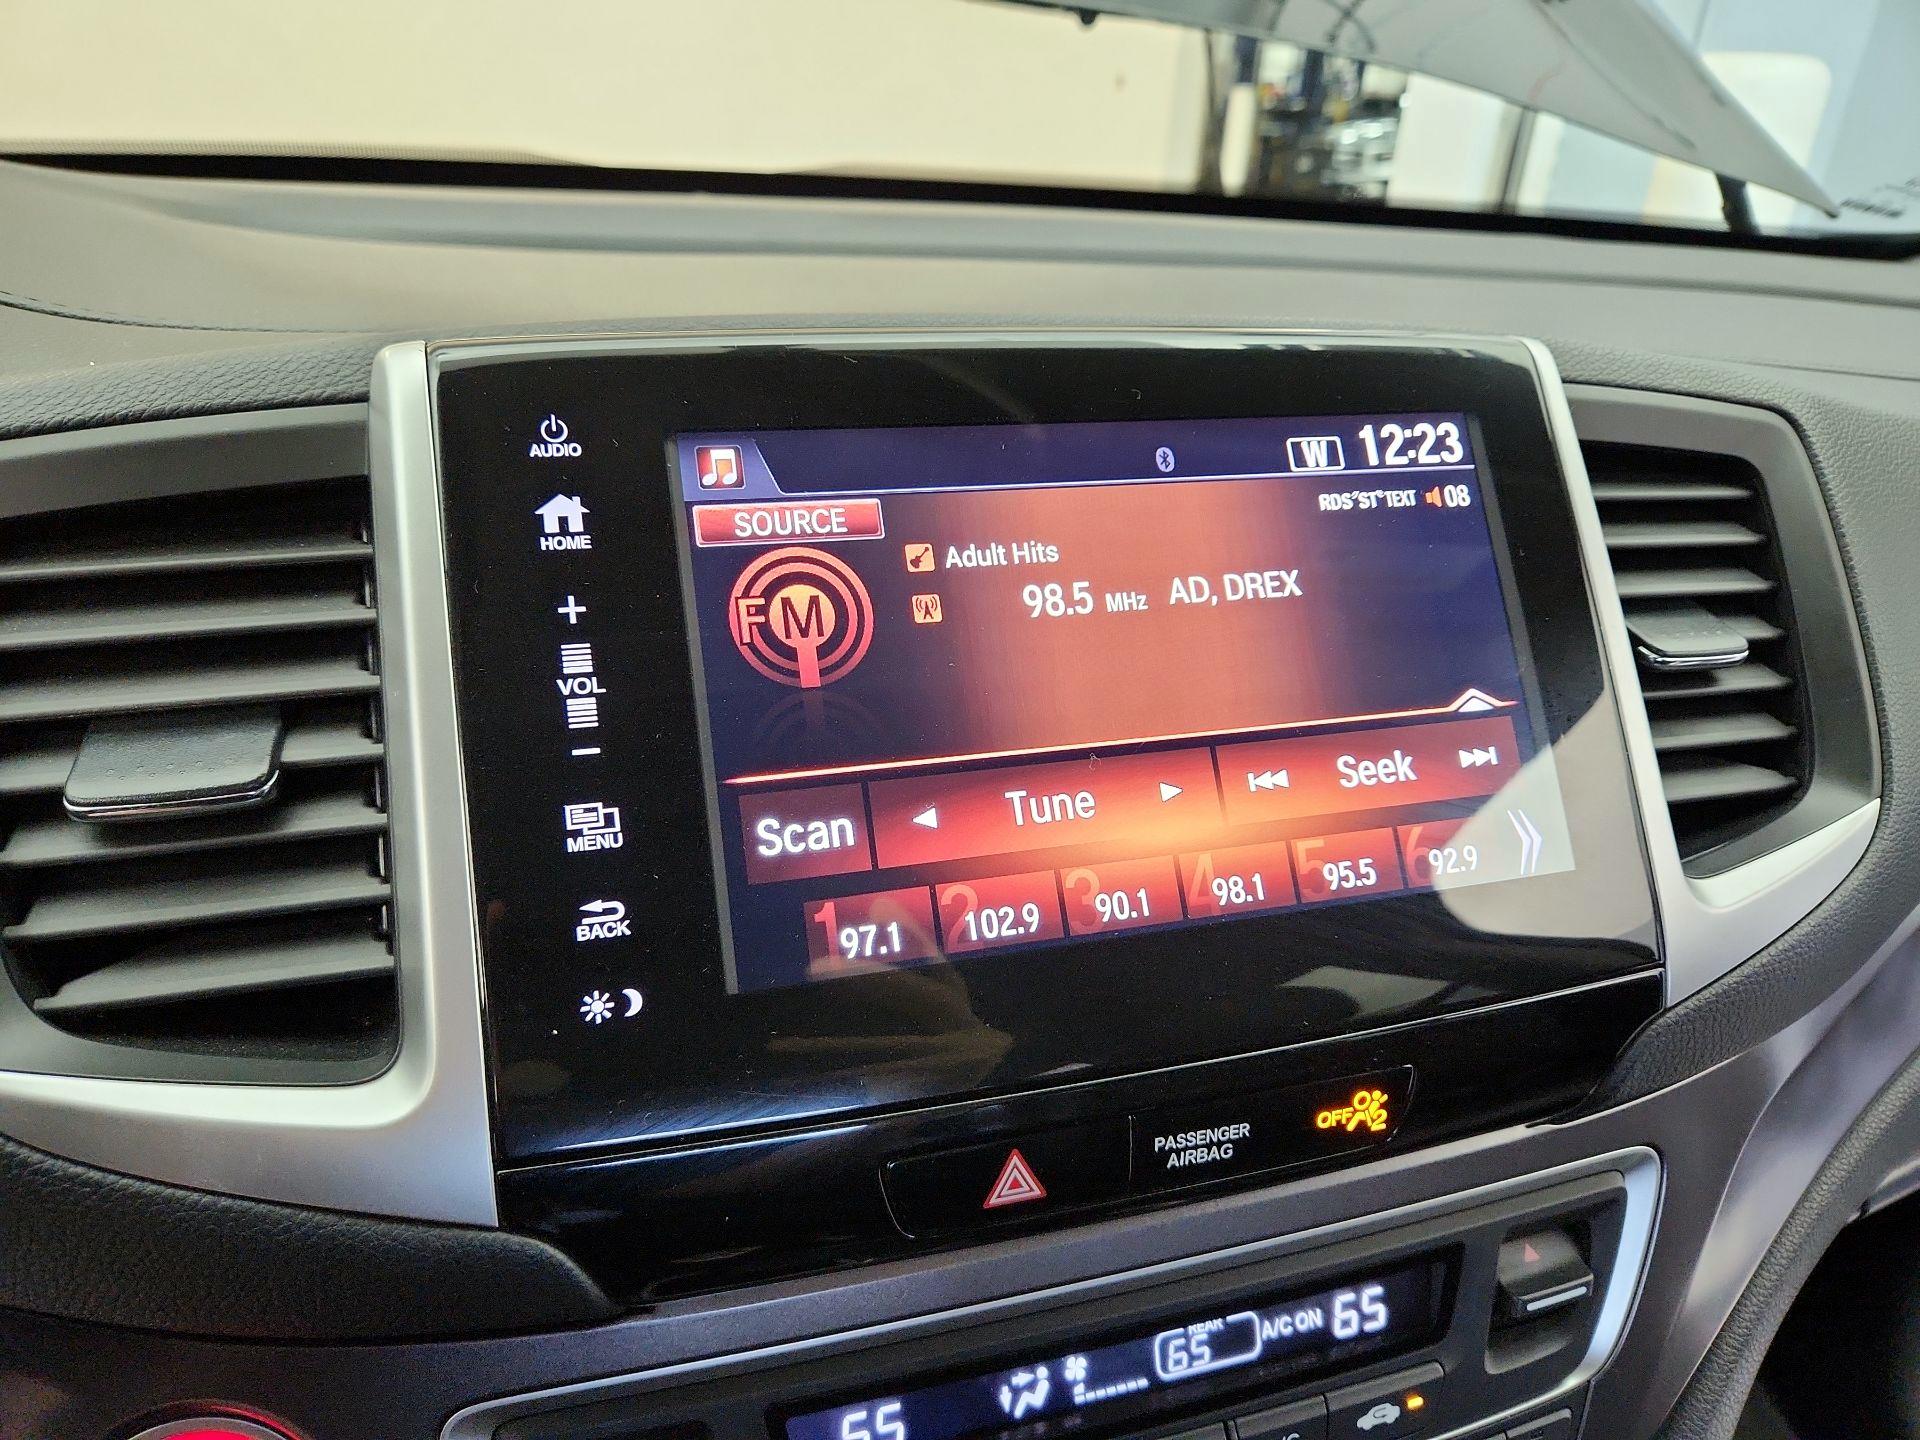 AUDIO
HOME
+
VOL
-
MENU
BACK
W 12:23
RDS ST TEXT 08
SOURCE
FM
Adult Hits
98.5 MHz AD, DREX
Scan Tune Seek
1 97.1 2 102.9 3 90.1 4 98.1 5 95.5 6 92.9
PASSENGER
AIRBAG
OFF 2
REAR
65 65 A/C ON 65